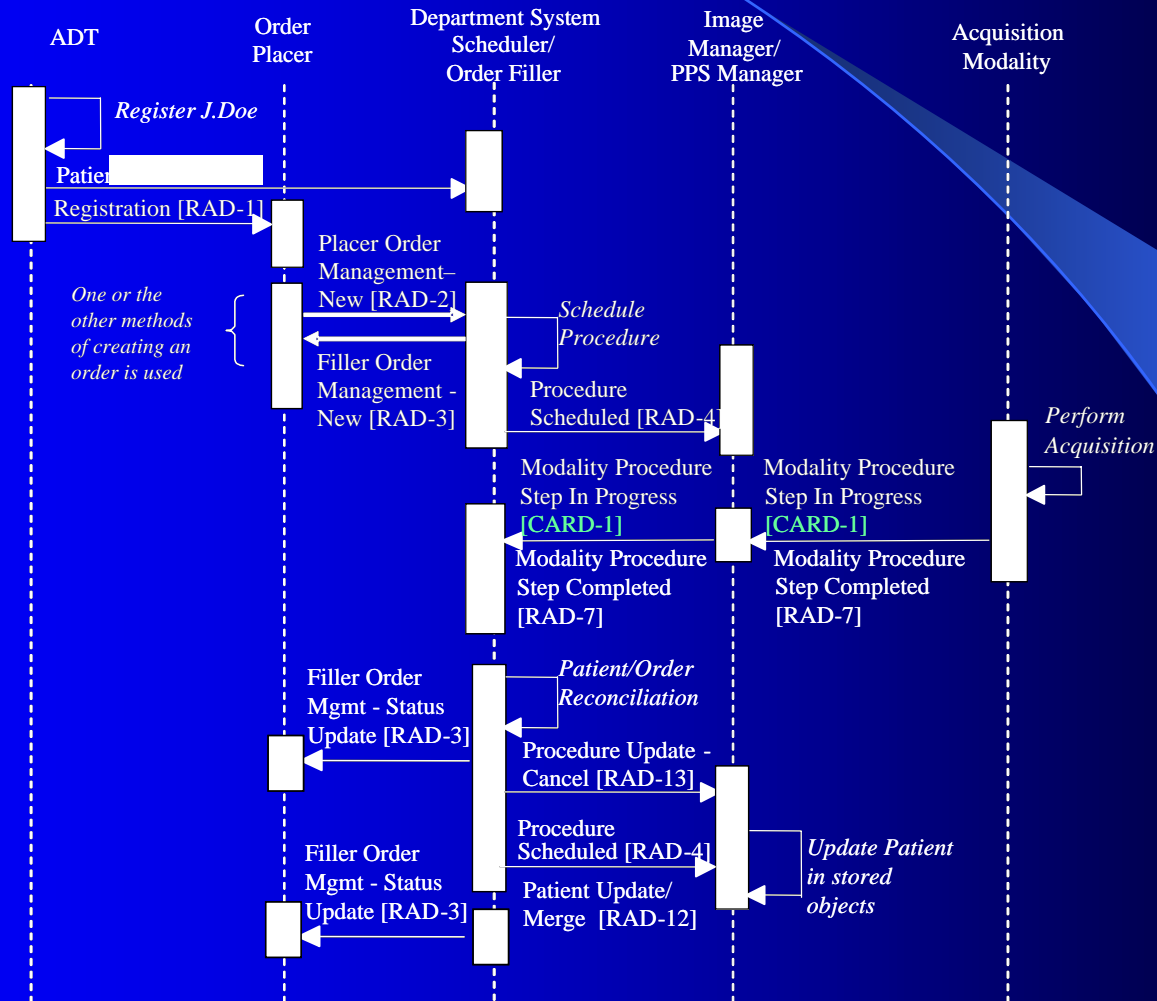 ADT
Order
Placer
Department System
Scheduler/
Order Filler
Image
Manager/
PPS Manager
Acquisition
Modality
Register J.Doe
Registration [RAD-1]
Placer Order
Management–
New [RAD-2]
One or the
other methods
of creating an
order is used
Schedule
Procedure
Filler Order
Management -
New [RAD-3]
Procedure
Scheduled [RAD-4]
Perform
Acquisition
Modality Procedure
Step In Progress
[CARD-1]
Modality Procedure
Step In Progress
[CARD-1]
Modality Procedure
Step Completed
[RAD-7]
Modality Procedure
Step Completed
[RAD-7]
Patient/Order
Reconciliation
Filler Order
Mgmt - Status
Update [RAD-3]
Procedure Update -
Cancel [RAD-13]
Procedure
Scheduled [RAD-4]
Update Patient
in stored
objects
Filler Order
Mgmt - Status
Update [RAD-3]
Patient Update/
Merge [RAD-12]